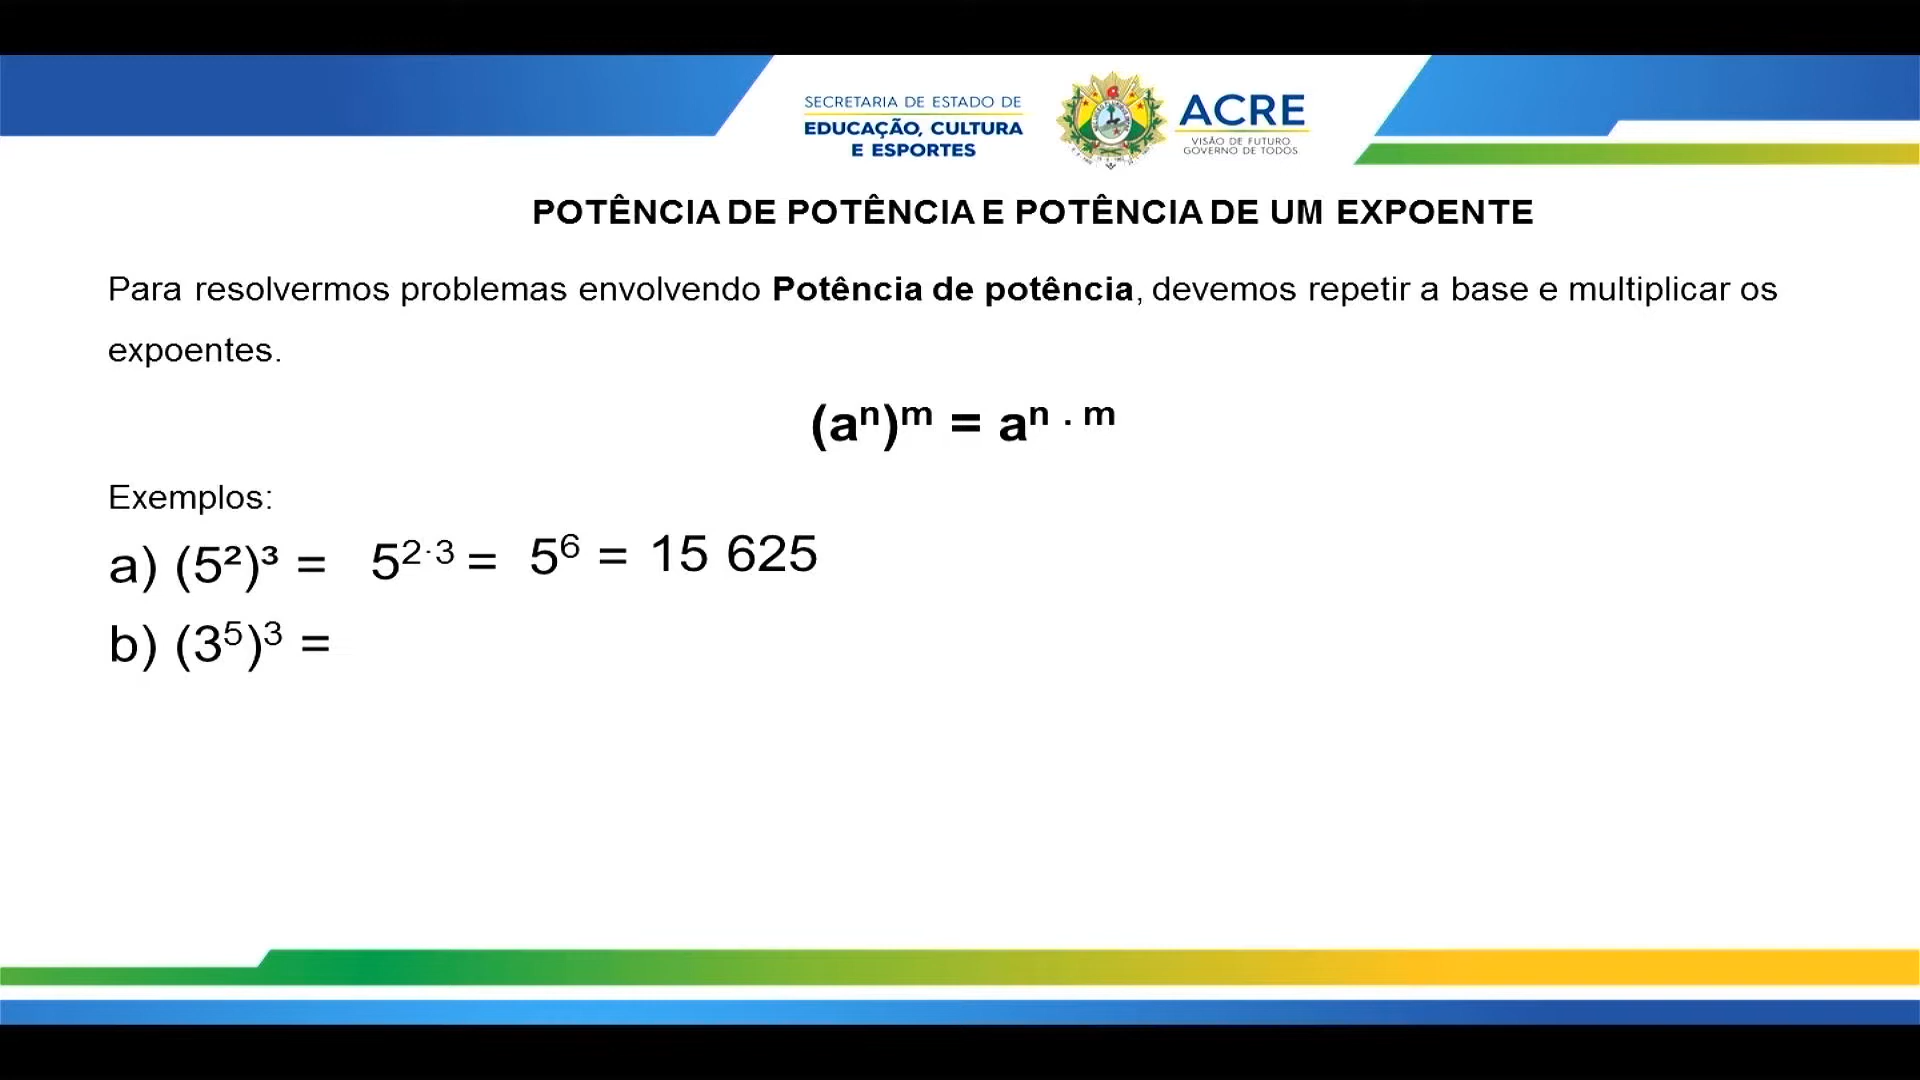 SECRETARIA DE ESTADO DE
EDUCAÇÃO, CULTURA
E ESPORTES
ACRE
VISÃO DE FUTURO
GOVERNO DE TODOS
POTÊNCIA DE POTÊNCIA E POTÊNCIA DE UM EXPOENTE
Para resolvermos problemas envolvendo Potência de potência, devemos repetir a base e multiplicar os
expoentes.
(aⁿ)ᵐ = aⁿ ᐧ ᵐ
Exemplos:
a) (5²)³ = 5²˙³ = 5⁶ = 15 625
b) (3⁵)³ =